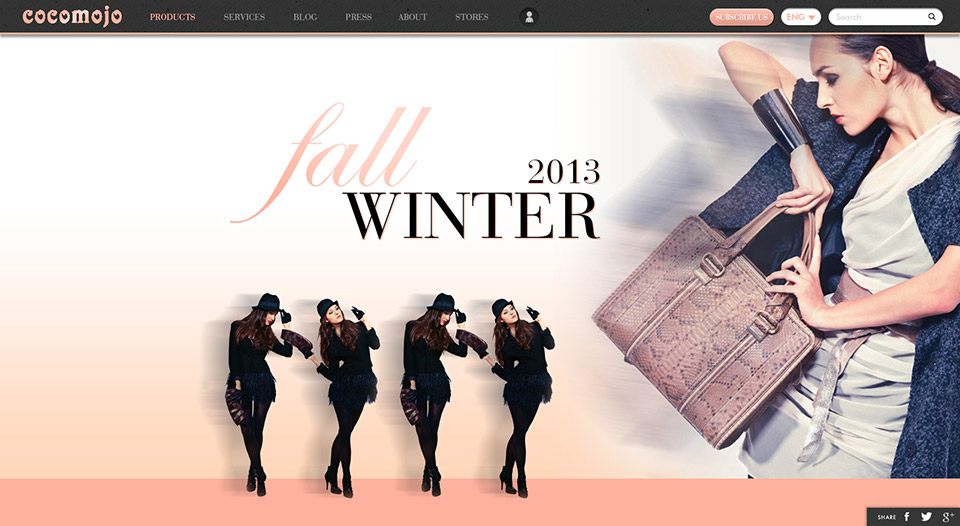 cocomojo PRODUCTS SERVICES BLOG PRESS ABOUT STORES SUBSCRIBE US ENG Search
fall
2013
WINTER
SHARE f g+